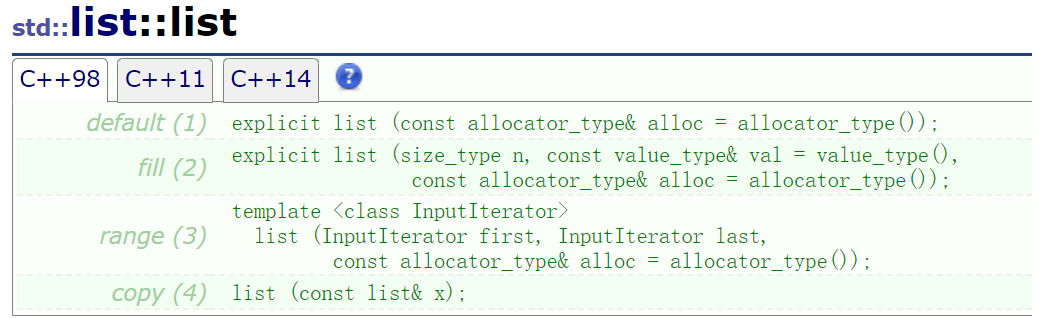 std::list::list
C++98 C++11 C++14 ?
default (1) explicit list (const allocator_type& alloc = allocator_type());
fill (2) explicit list (size_type n, const value_type& val = value_type(),
const allocator_type& alloc = allocator_type());
template <class InputIterator>
range (3) list (InputIterator first, InputIterator last,
const allocator_type& alloc = allocator_type());
copy (4) list (const list& x);